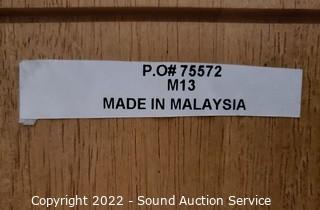 P.O# 75572
M13
MADE IN MALAYSIA
Copyright 2022 - Sound Auction Service